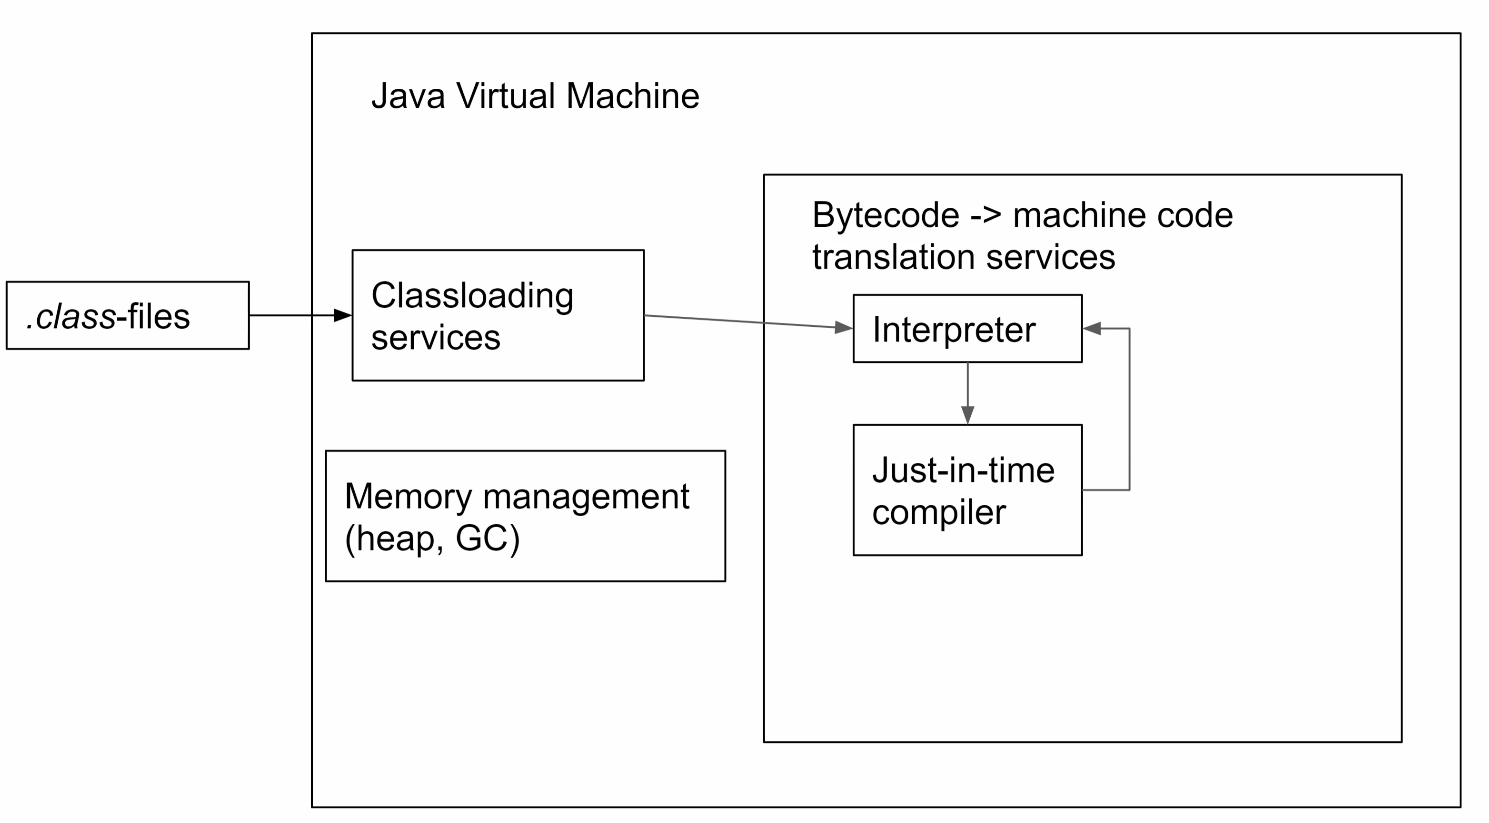 Java Virtual Machine
Bytecode -> machine code
translation services
.class-files
Classloading
services
Interpreter
Just-in-time
compiler
Memory management
(heap, GC)